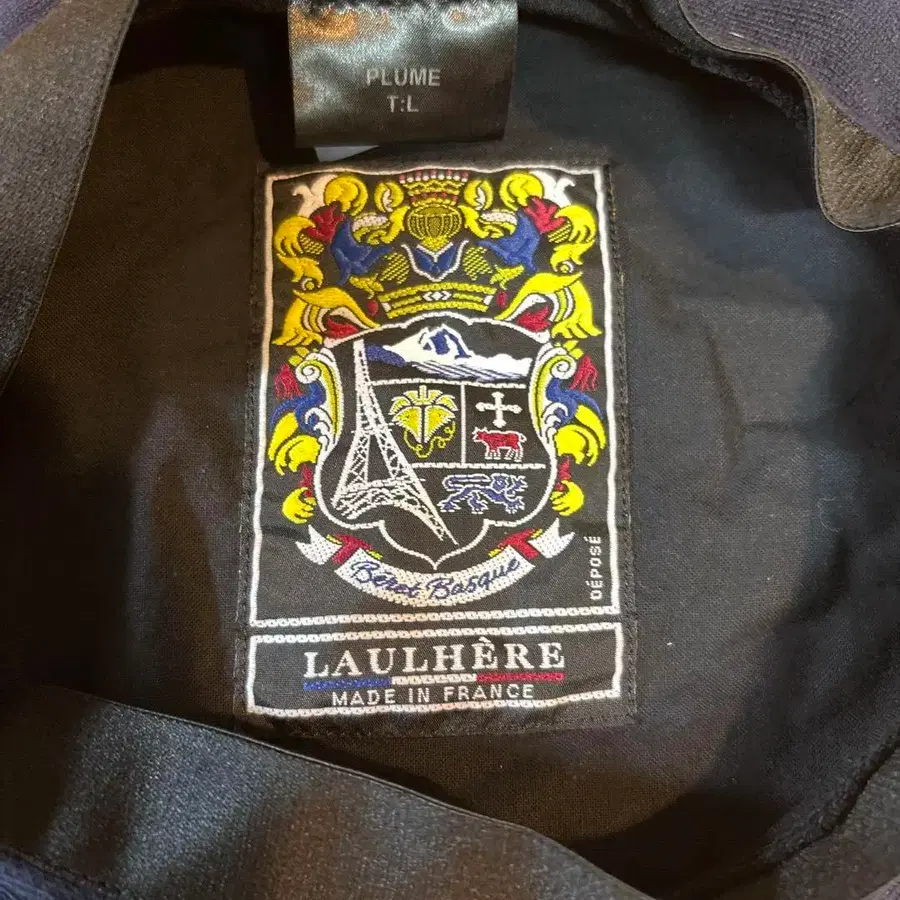 PLUME
T:L
Béret Basque
DÉPOSÉ
LAULHÈRE
MADE IN FRANCE